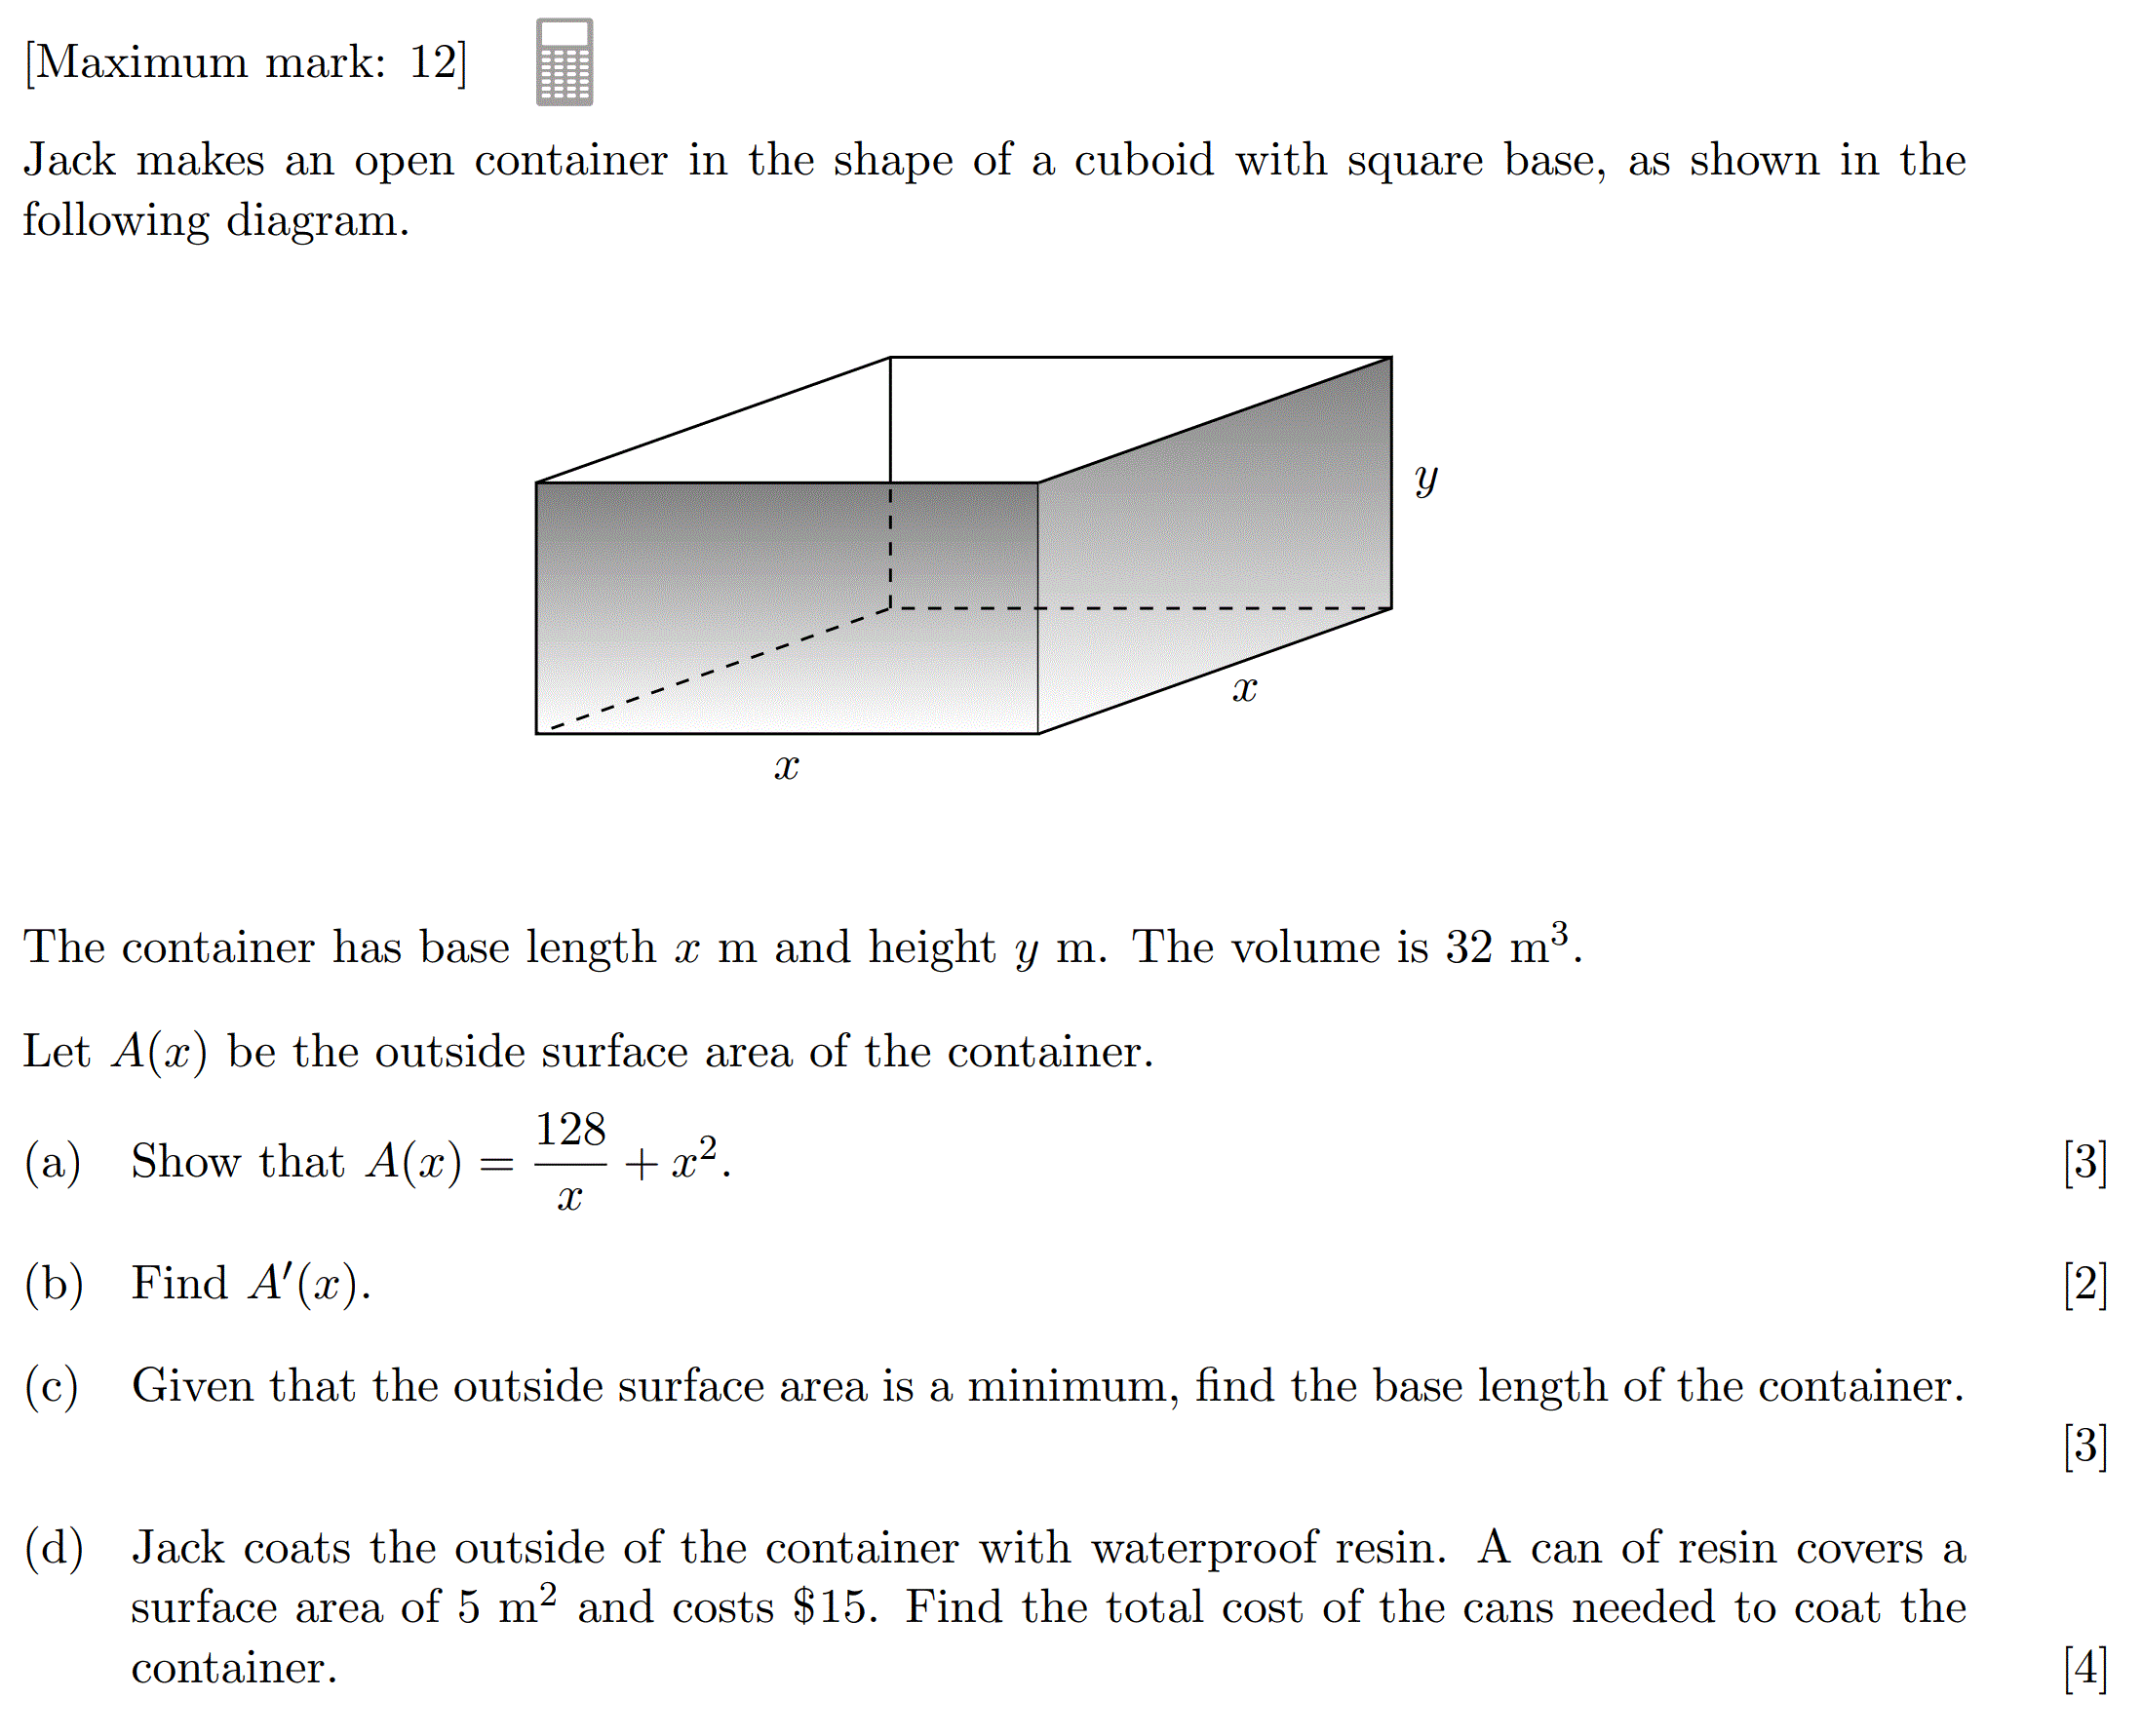 [Maximum mark: 12]
Jack makes an open container in the shape of a cuboid with square base, as shown in the
following diagram.
y
x
x
The container has base length x m and height y m. The volume is 32 m³.
Let A(x) be the outside surface area of the container.
(a) Show that A(x) = 128/x + x². [3]
(b) Find A′(x). [2]
(c) Given that the outside surface area is a minimum, find the base length of the container.
[3]
(d) Jack coats the outside of the container with waterproof resin. A can of resin covers a
surface area of 5 m² and costs $15. Find the total cost of the cans needed to coat the
container. [4]